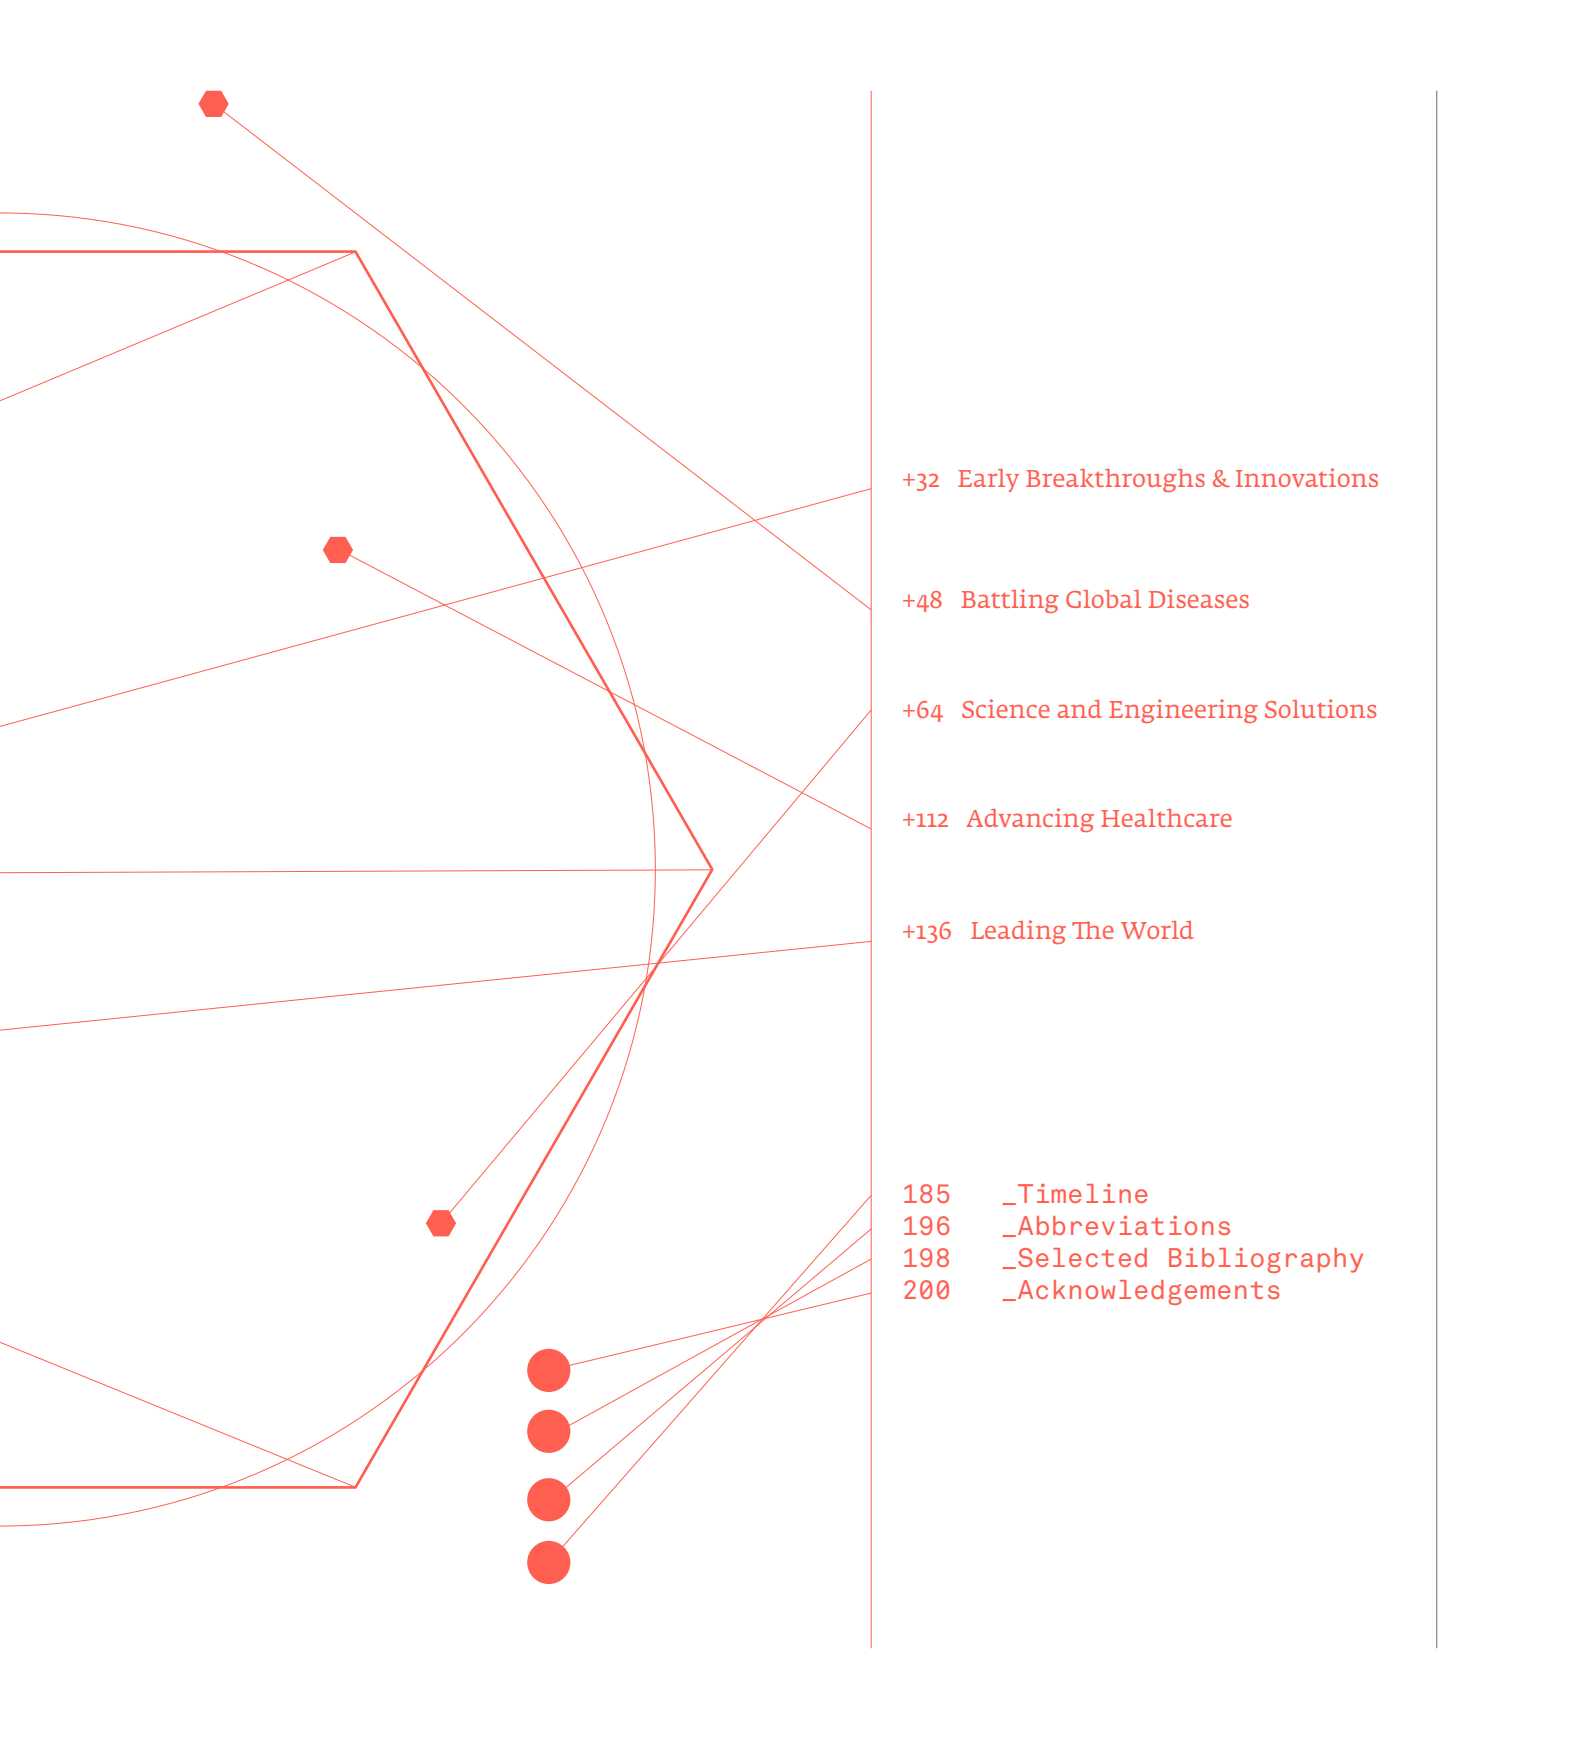 +32 Early Breakthroughs & Innovations
+48 Battling Global Diseases
+64 Science and Engineering Solutions
+112 Advancing Healthcare
+136 Leading The World
185 _Timeline
196 _Abbreviations
198 _Selected Bibliography
200 _Acknowledgements